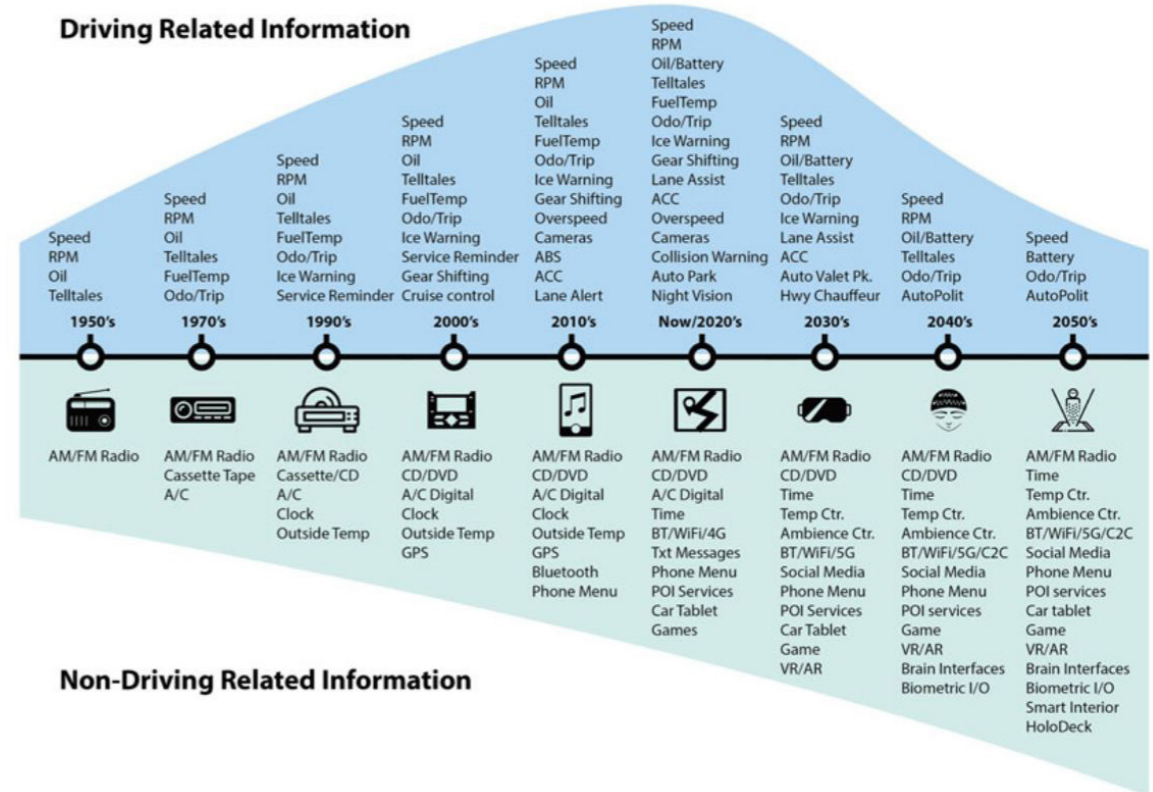 Driving Related Information
Speed
RPM
Oil
Telltales
1950's
Speed
RPM
Oil
Telltales
FuelTemp
Odo/Trip
1970's
Speed
RPM
Oil
Telltales
FuelTemp
Odo/Trip
Ice Warning
Service Reminder
1990's
Speed
RPM
Oil
Telltales
FuelTemp
Odo/Trip
Ice Warning
Service Reminder
Gear Shifting
Cruise control
2000's
Speed
RPM
Oil
Telltales
FuelTemp
Odo/Trip
Ice Warning
Gear Shifting
Overspeed
Cameras
ABS
ACC
Lane Alert
2010's
Speed
RPM
Oil/Battery
Telltales
FuelTemp
Odo/Trip
Ice Warning
Gear Shifting
Lane Assist
ACC
Overspeed
Cameras
Collision Warning
Auto Park
Night Vision
Now/2020's
Speed
RPM
Oil/Battery
Telltales
Odo/Trip
Ice Warning
Lane Assist
ACC
Auto Valet Pk.
Hwy Chauffeur
2030's
Speed
RPM
Oil/Battery
Telltales
Odo/Trip
AutoPolit
2040's
Speed
Battery
Odo/Trip
AutoPolit
2050's
AM/FM Radio
AM/FM Radio
Cassette Tape
A/C
AM/FM Radio
Cassette/CD
A/C
Clock
Outside Temp
AM/FM Radio
CD/DVD
A/C Digital
Clock
Outside Temp
GPS
AM/FM Radio
CD/DVD
A/C Digital
Clock
Outside Temp
GPS
Bluetooth
Phone Menu
AM/FM Radio
CD/DVD
A/C Digital
Time
BT/WiFi/4G
Txt Messages
Phone Menu
POI Services
Car Tablet
Games
AM/FM Radio
CD/DVD
Time
Temp Ctr.
Ambience Ctr.
BT/WiFi/5G
Social Media
Phone Menu
POI Services
Car Tablet
Game
VR/AR
AM/FM Radio
CD/DVD
Time
Temp Ctr.
Ambience Ctr.
BT/WiFi/5G/C2C
Social Media
Phone Menu
POI services
Game
VR/AR
Brain Interfaces
Biometric I/O
AM/FM Radio
Time
Temp Ctr.
Ambience Ctr.
BT/WiFi/5G/C2C
Social Media
Phone Menu
POI services
Car tablet
Game
VR/AR
Brain Interfaces
Biometric I/O
Smart Interior
HoloDeck
Non-Driving Related Information